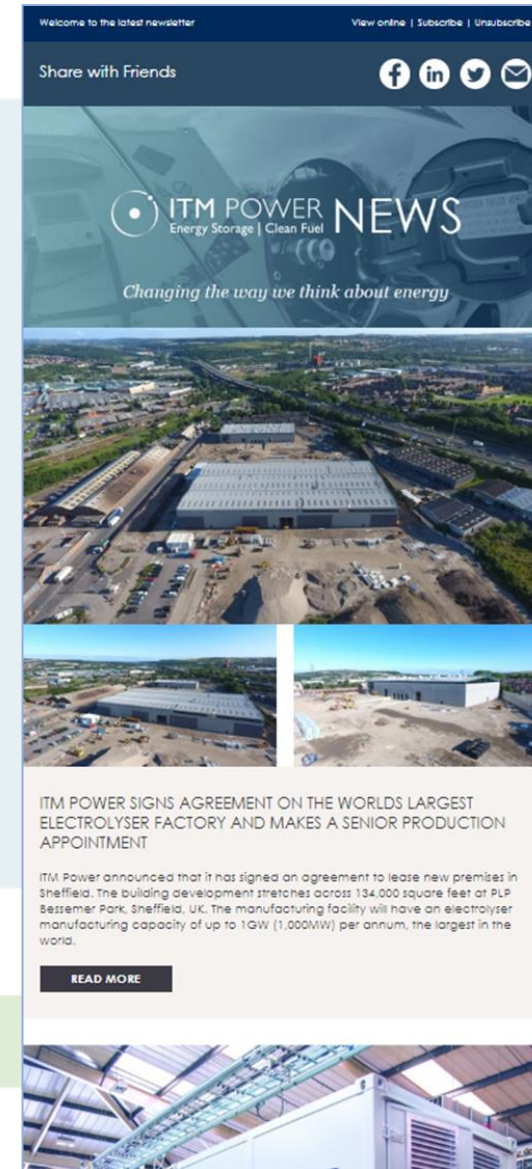 Welcome to the latest newsletter
View online | Subscribe | Unsubscribe
Share with Friends
ITM POWER NEWS
Energy Storage | Clean Fuel
Changing the way we think about energy
ITM POWER SIGNS AGREEMENT ON THE WORLDS LARGEST
ELECTROLYSER FACTORY AND MAKES A SENIOR PRODUCTION
APPOINTMENT
ITM Power announced that it has signed an agreement to lease new premises in
Sheffield. The building development stretches across 134,000 square feet at PLP
Bessemer Park, Sheffield, UK. The manufacturing facility will have an electrolyser
manufacturing capacity of up to 1GW (1,000MW) per annum, the largest in the
world.
READ MORE